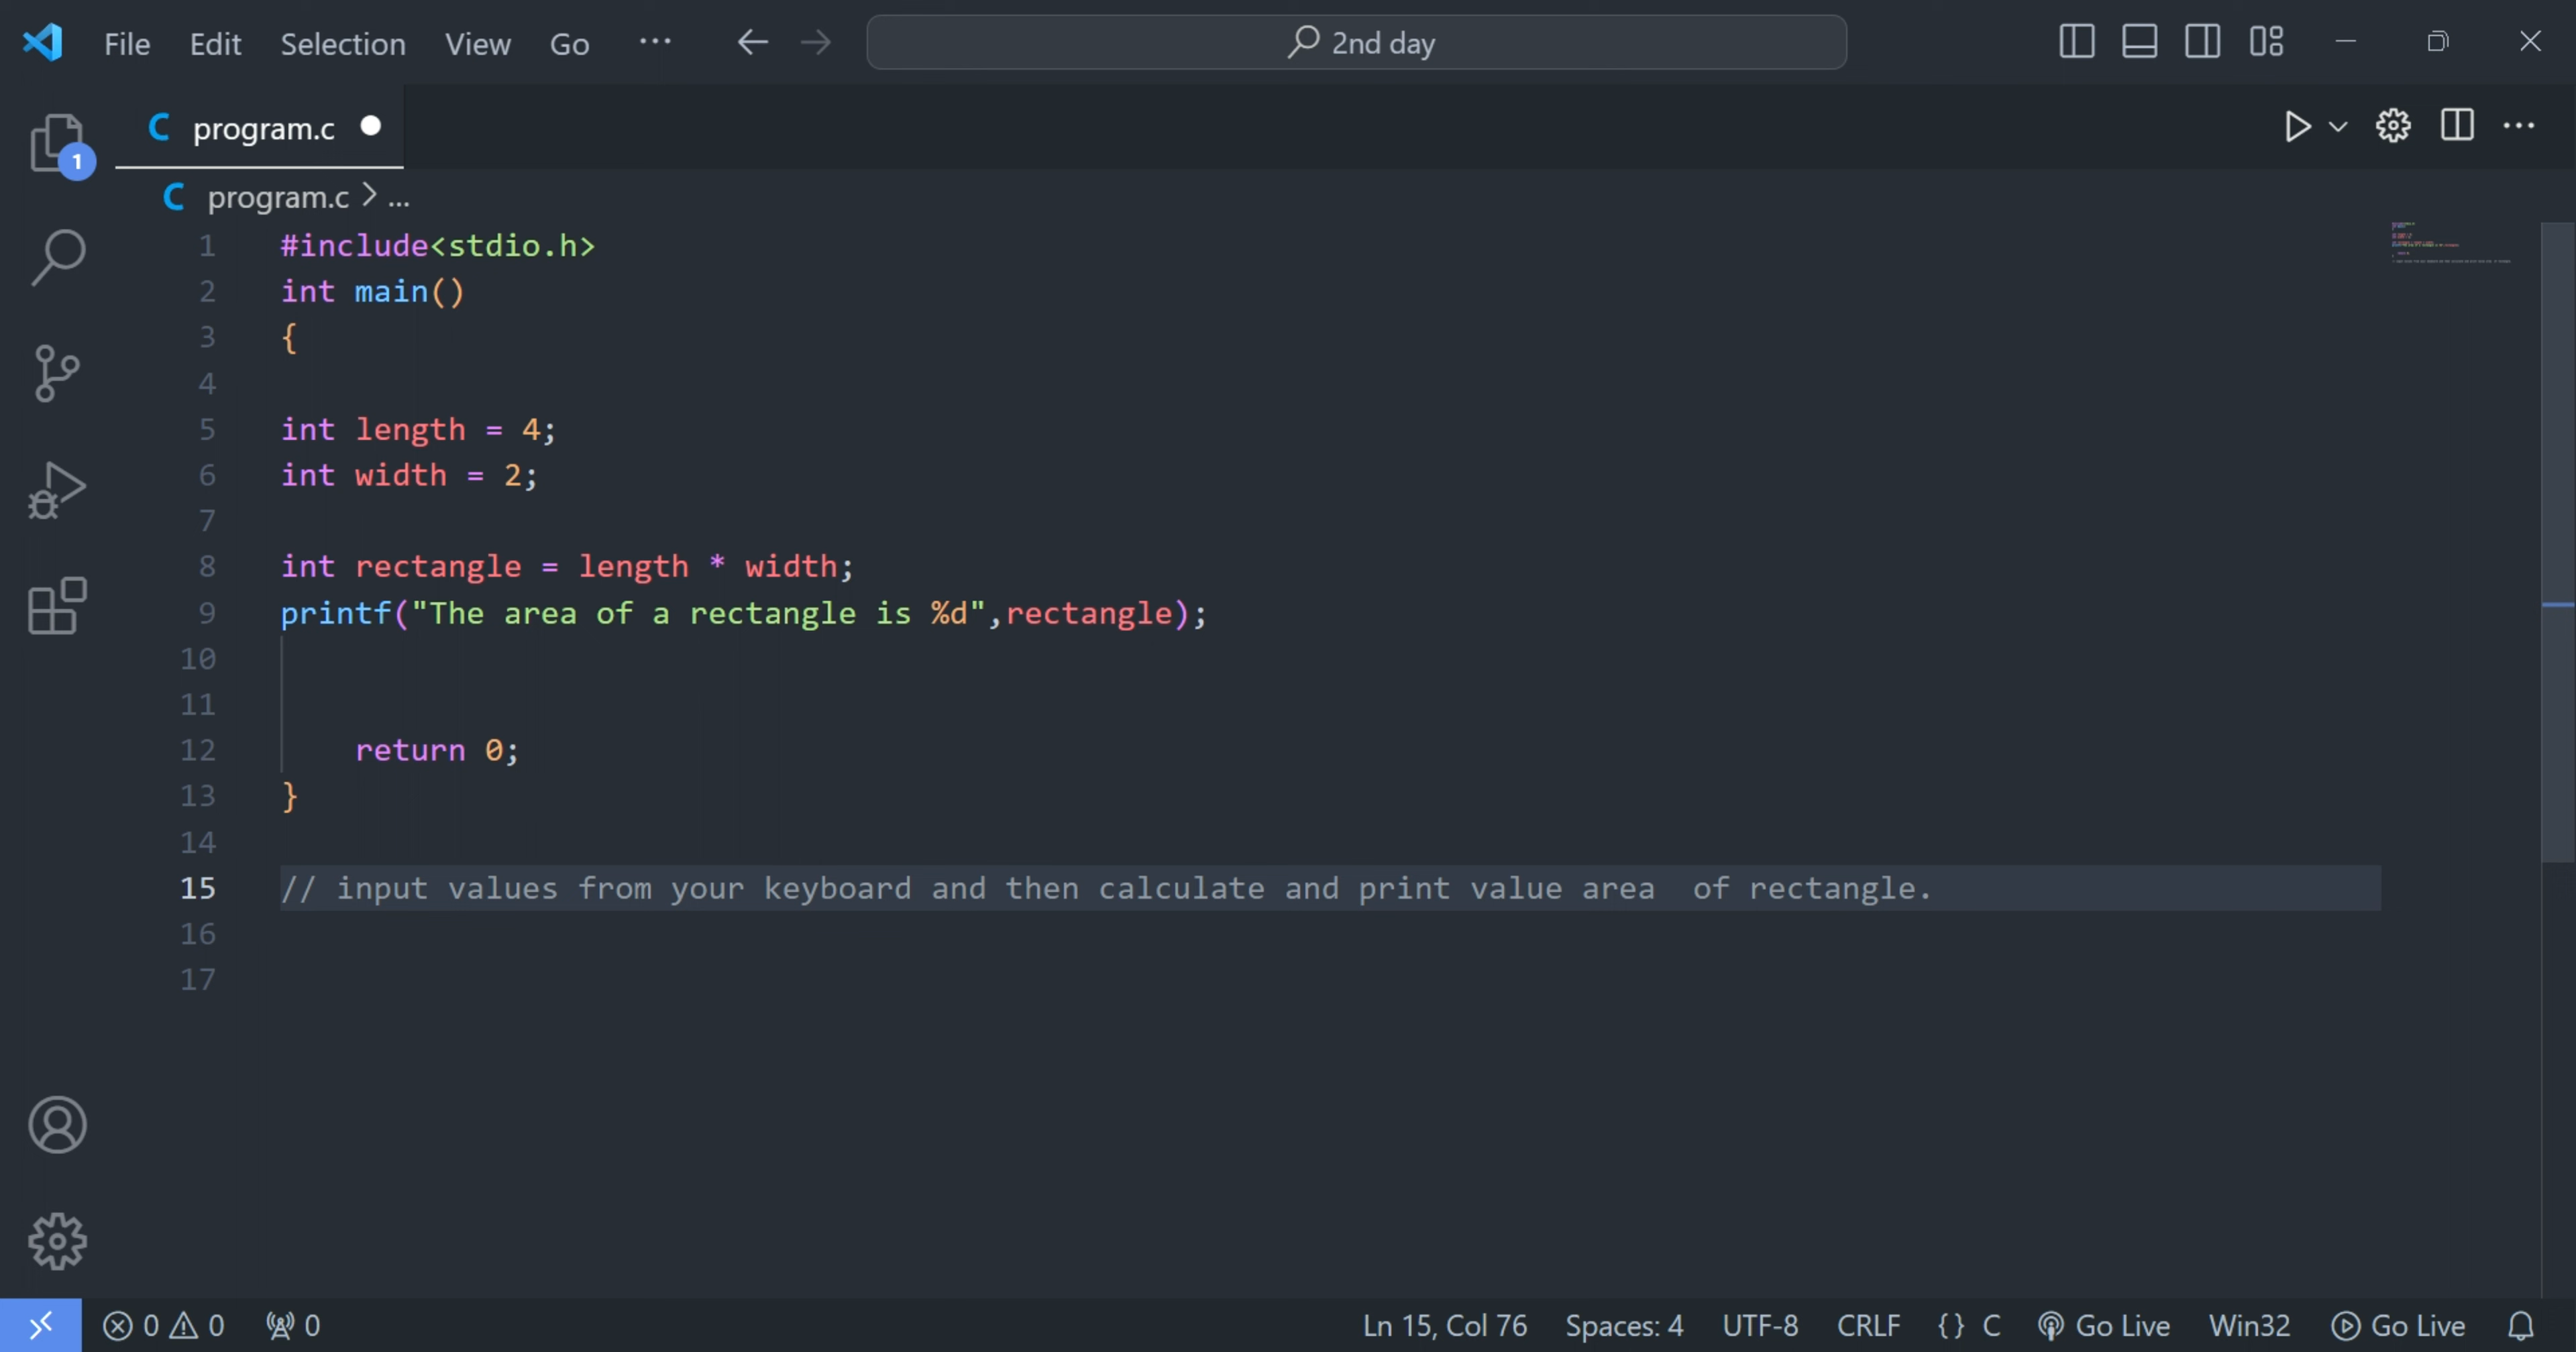 File Edit Selection View Go ··· 2nd day
program.c
1
program.c > ...
1 #include<stdio.h>
2 int main()
3 {
4
5 int length = 4;
6 int width = 2;
7
8 int rectangle = length * width;
9 printf("The area of a rectangle is %d",rectangle);
10
11
12     return 0;
13 }
14
15 // input values from your keyboard and then calculate and print value area  of rectangle.
16
17
0 0 0 Ln 15, Col 76 Spaces: 4 UTF-8 CRLF {} C Go Live Win32 Go Live